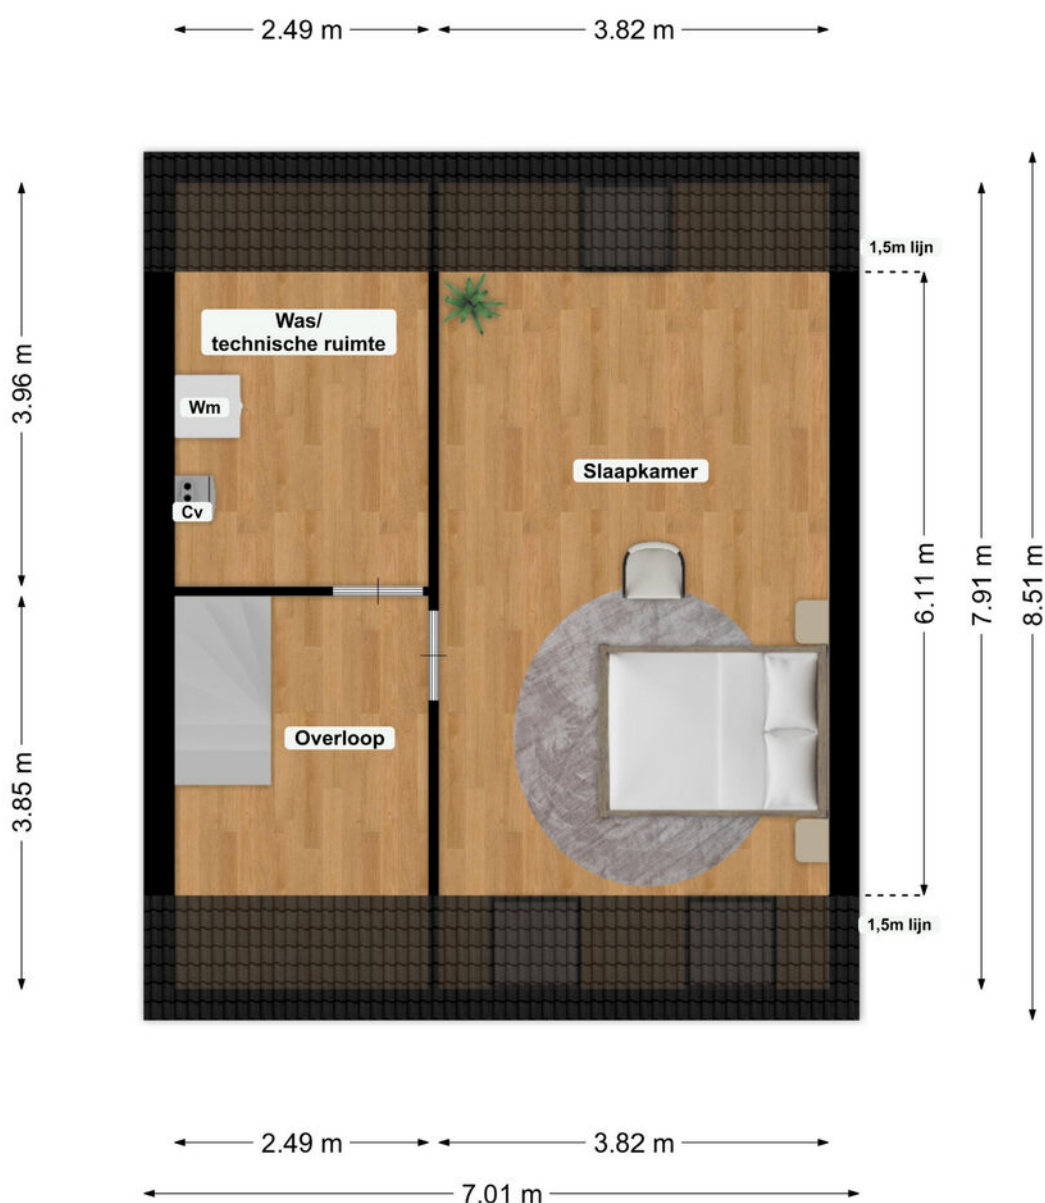 2.49 m
3.82 m
1,5m lijn
Was/
technische ruimte
3.96 m
Wm
Slaapkamer
Cv
6.11 m
7.91 m
8.51 m
Overloop
3.85 m
1,5m lijn
2.49 m
3.82 m
7.01 m